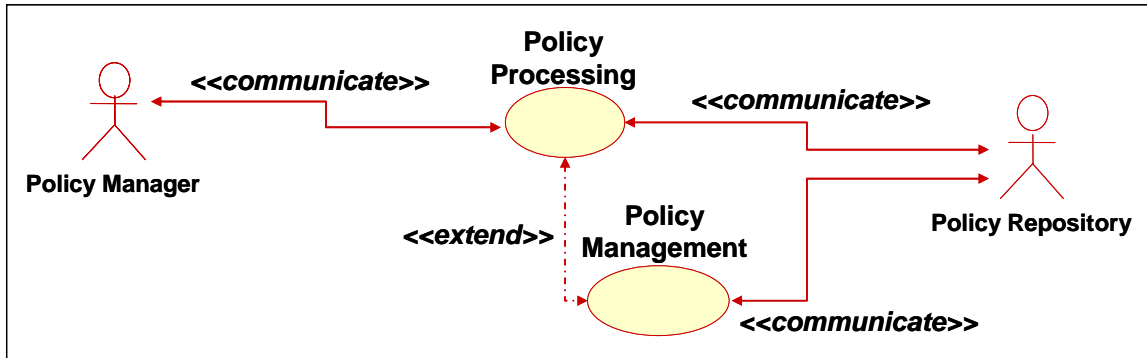 Policy
Processing
<<communicate>>
<<communicate>>
Policy Manager
Policy
Management
<<extend>>
Policy Repository
<<communicate>>